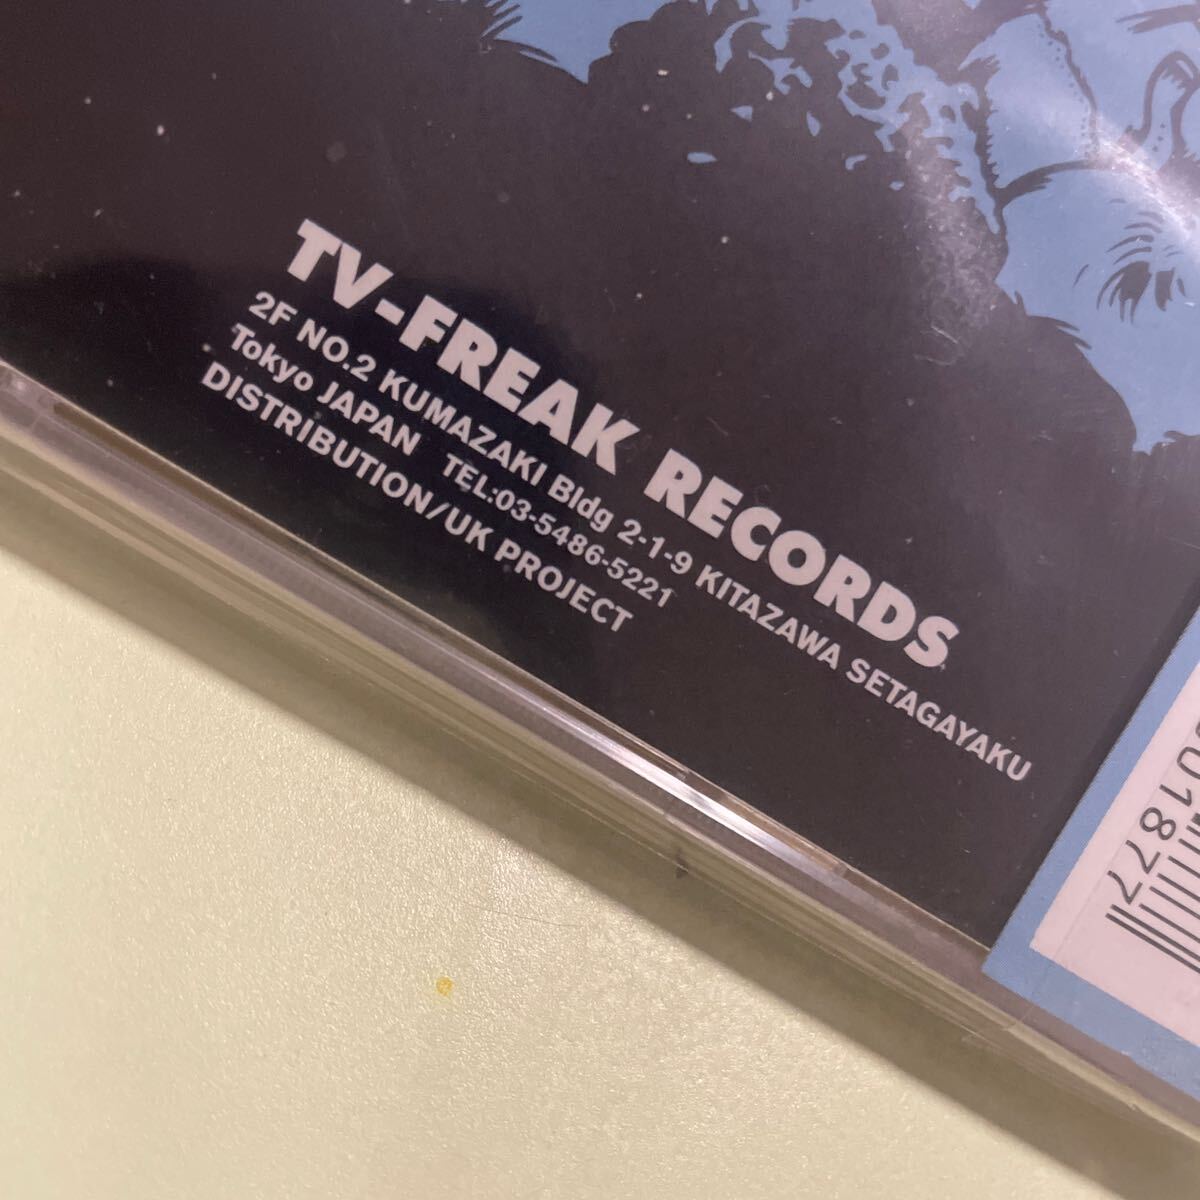 TV-FREAK RECORDS
2F NO.2 KUMAZAKI Bldg 2-1-9 KITAZAWA SETAGAYAKU
Tokyo JAPAN TEL:03-5486-5221
DISTRIBUTION/UK PROJECT
01877